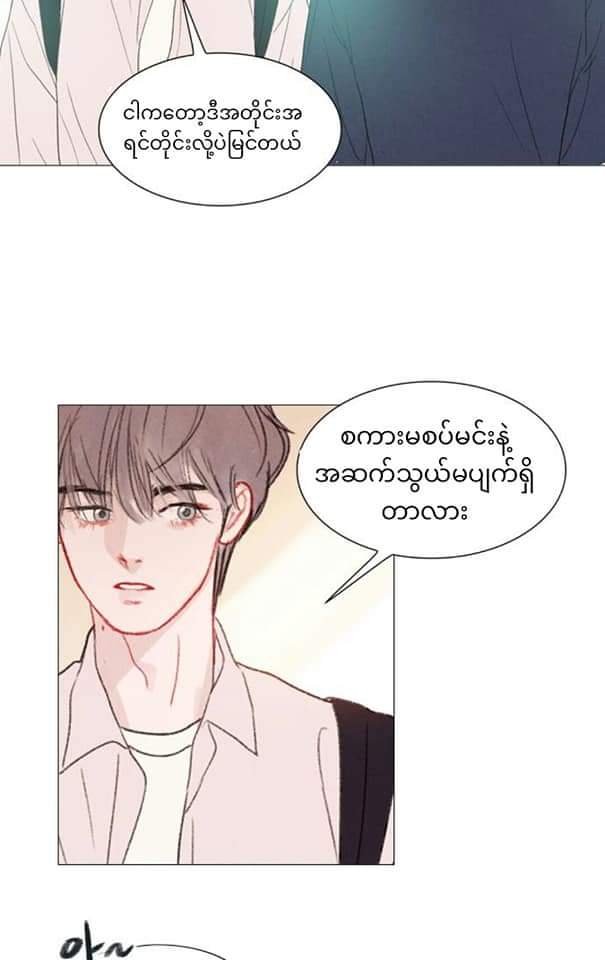 ငါကတော့ဒီအတိုင်းအ
ရင်တိုင်းလို့ပဲမြင်တယ်
စကားမစပ်မင်းနဲ့
အဆက်သွယ်မပျက်ရှိ
တာလား
아~